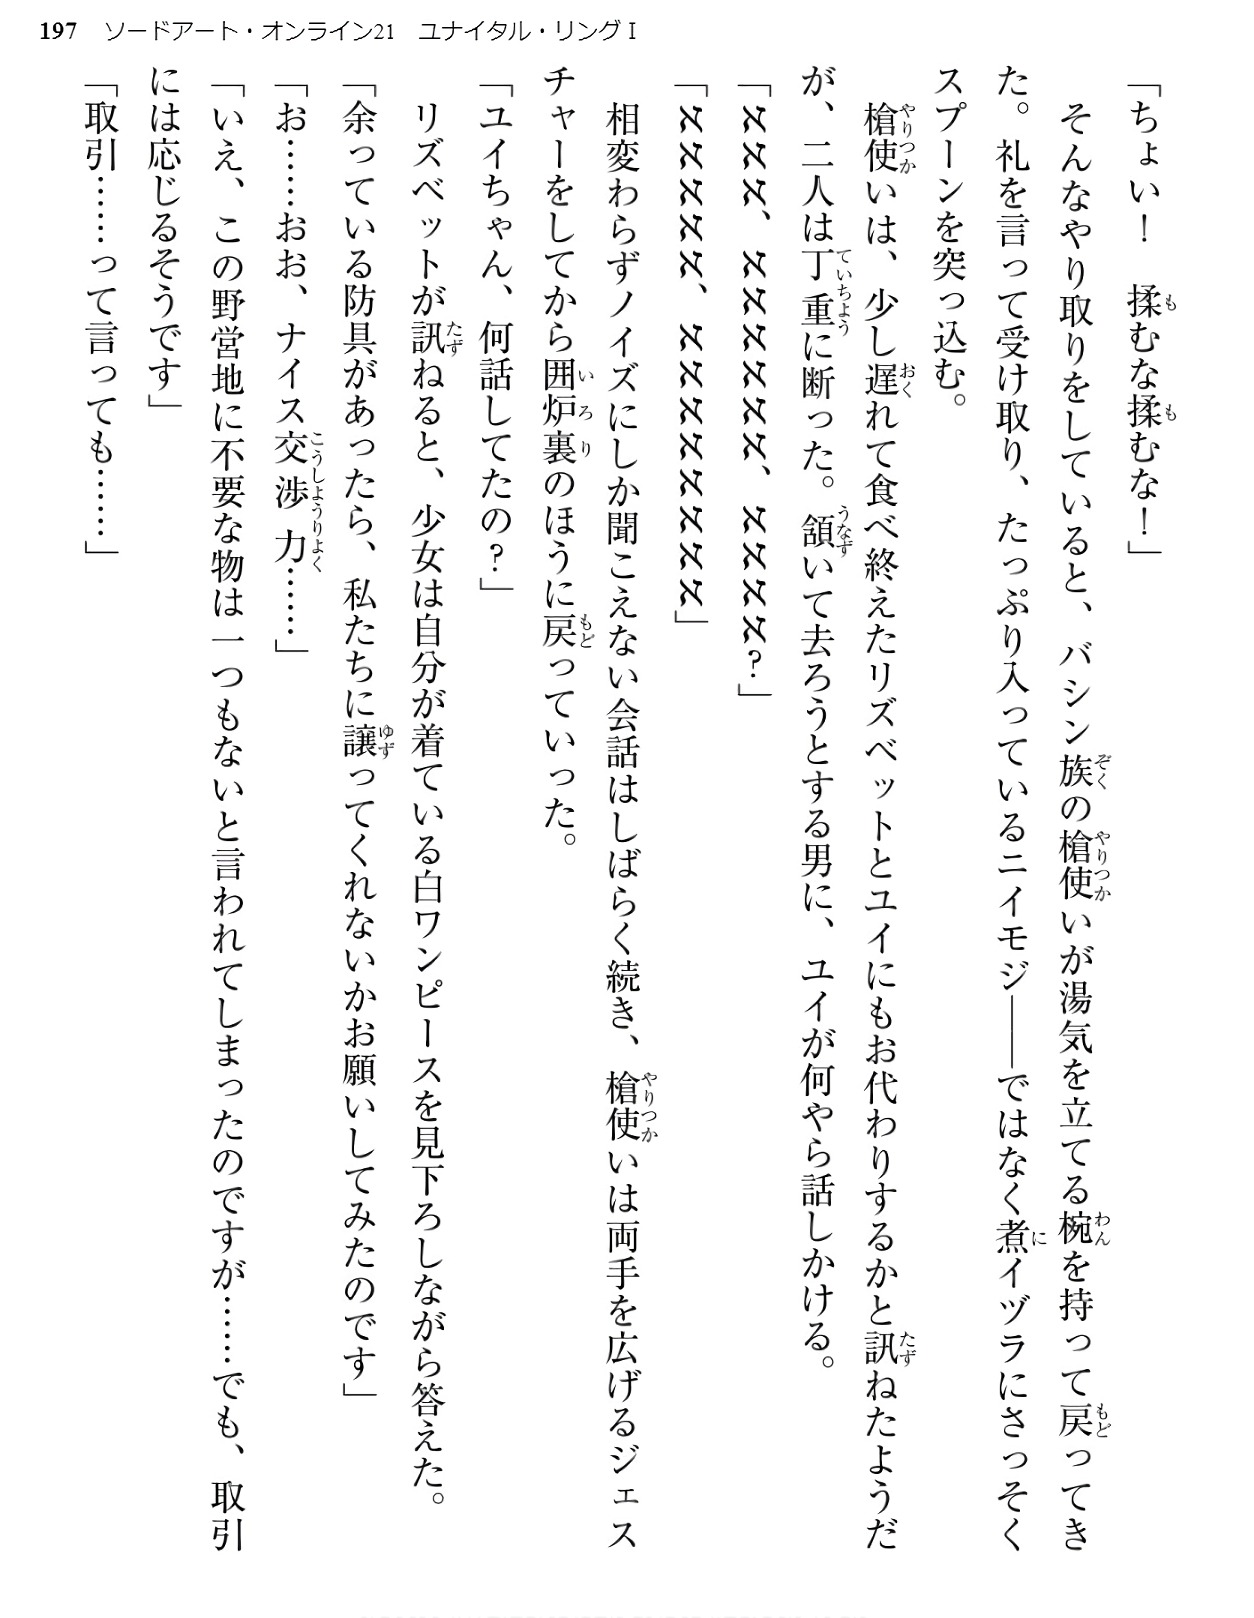 197 ソードアート・オンライン21 ユナイタル・リングⅠ
「ちょい！　揉むな揉むな！」
　そんなやり取りをしていると、バシン族の槍使いが湯気を立てる椀を持って戻ってき
た。礼を言って受け取り、たっぷり入っているニイモジ――ではなく煮イヅラにさっそく
スプーンを突っ込む。
　槍使いは、少し遅れて食べ終えたリズベットとユイにもお代わりするかと訊ねたようだ
が、二人は丁重に断った。頷いて去ろうとする男に、ユイが何やら話しかける。
「ℵℵℵ、ℵℵℵℵℵℵ、ℵℵℵℵ？」
「ℵℵℵℵℵ、ℵℵℵℵℵℵℵℵ」
　相変わらずノイズにしか聞こえない会話はしばらく続き、槍使いは両手を広げるジェス
チャーをしてから囲炉裏のほうに戻っていった。
「ユイちゃん、何話してたの？」
　リズベットが訊ねると、少女は自分が着ている白ワンピースを見下ろしながら答えた。
「余っている防具があったら、私たちに譲ってくれないかお願いしてみたのです」
「お……おお、ナイス交渉力……」
「いえ、この野営地に不要な物は一つもないと言われてしまったのですが……でも、取引
には応じるそうです」
「取引……って言っても……」